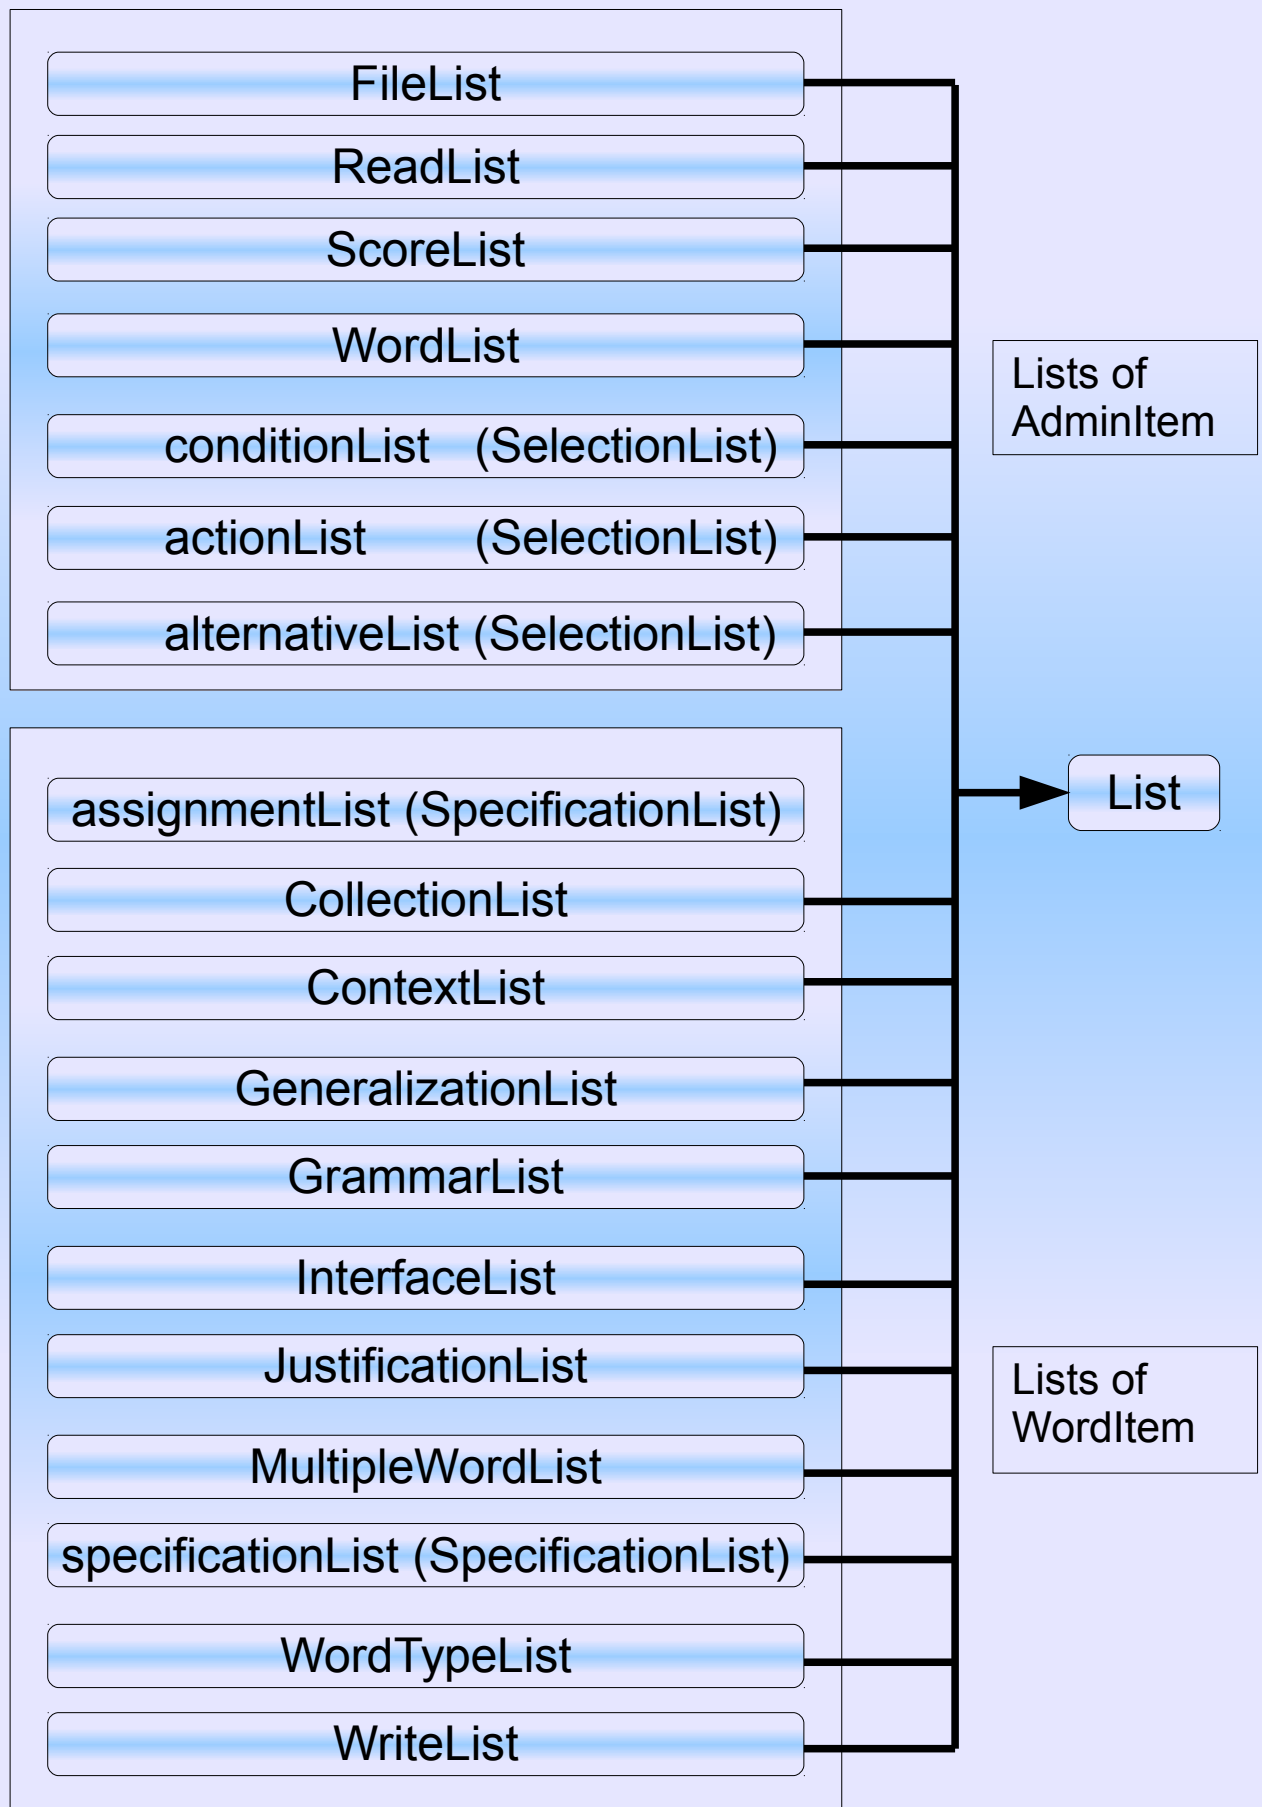 FileList
ReadList
ScoreList
WordList
conditionList (SelectionList)
actionList (SelectionList)
alternativeList (SelectionList)
Lists of
AdminItem
assignmentList (SpecificationList)
CollectionList
ContextList
GeneralizationList
GrammarList
InterfaceList
JustificationList
MultipleWordList
specificationList (SpecificationList)
WordTypeList
WriteList
List
Lists of
WordItem